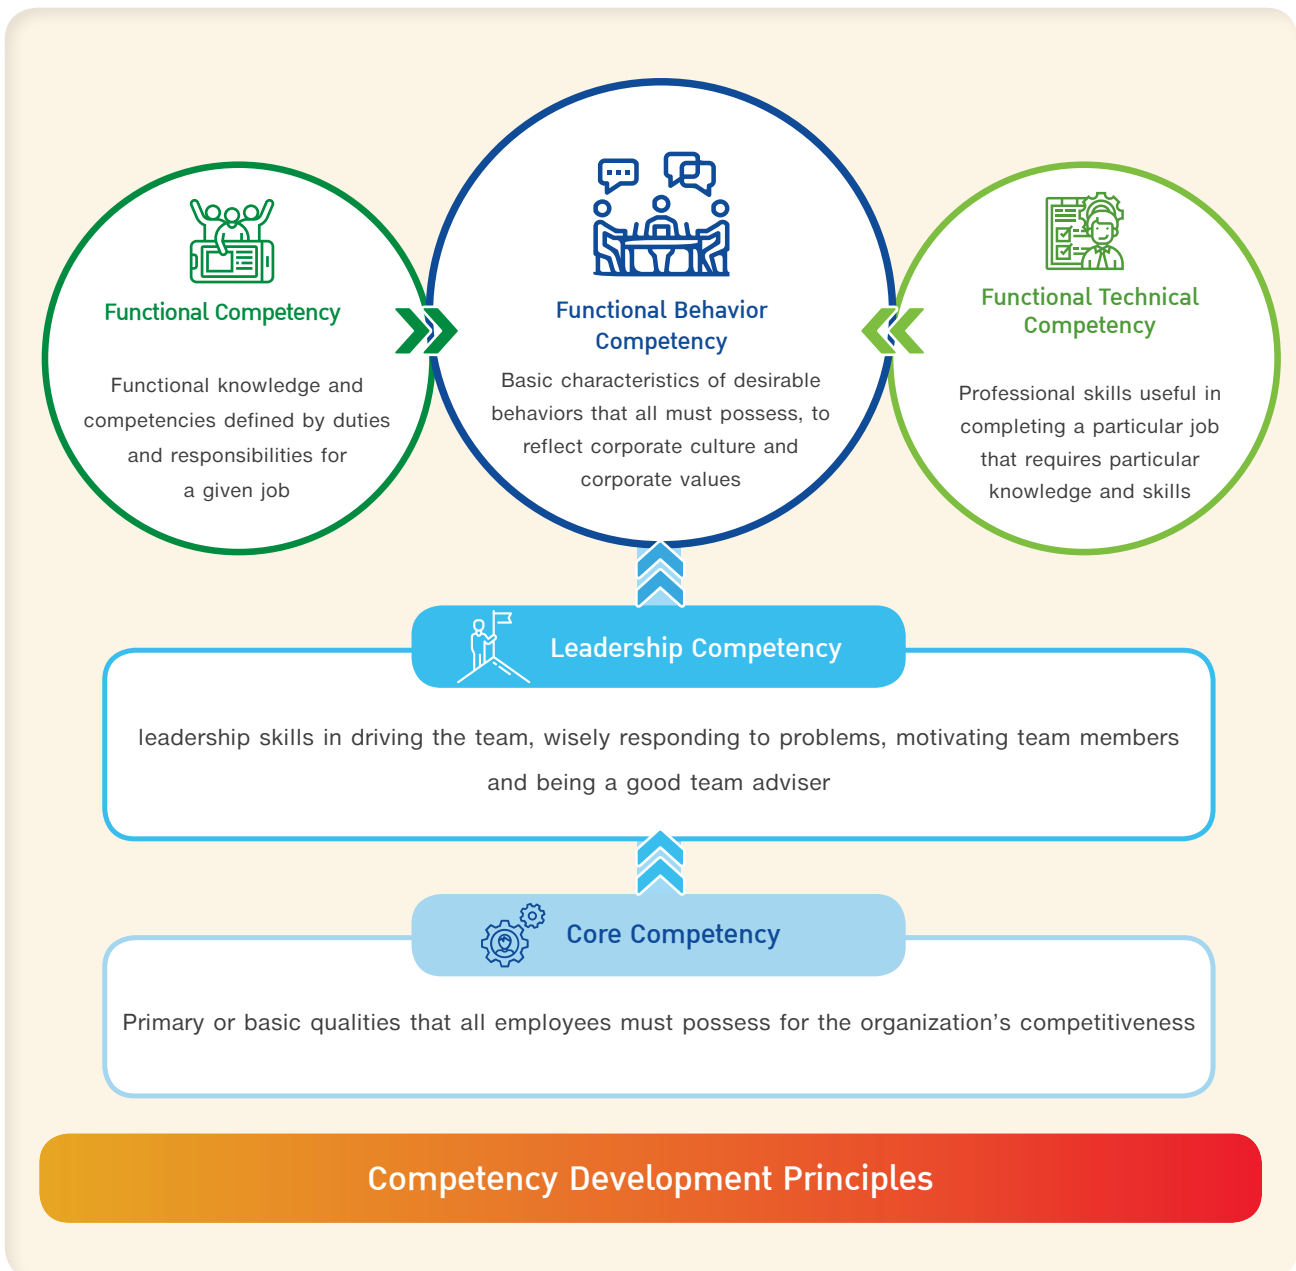 Functional Competency
Functional knowledge and
competencies defined by duties
and responsibilities for
a given job
Functional Behavior
Competency
Basic characteristics of desirable
behaviors that all must possess, to
reflect corporate culture and
corporate values
Functional Technical
Competency
Professional skills useful in
completing a particular job
that requires particular
knowledge and skills
Leadership Competency
leadership skills in driving the team, wisely responding to problems, motivating team members
and being a good team adviser
Core Competency
Primary or basic qualities that all employees must possess for the organization’s competitiveness
Competency Development Principles